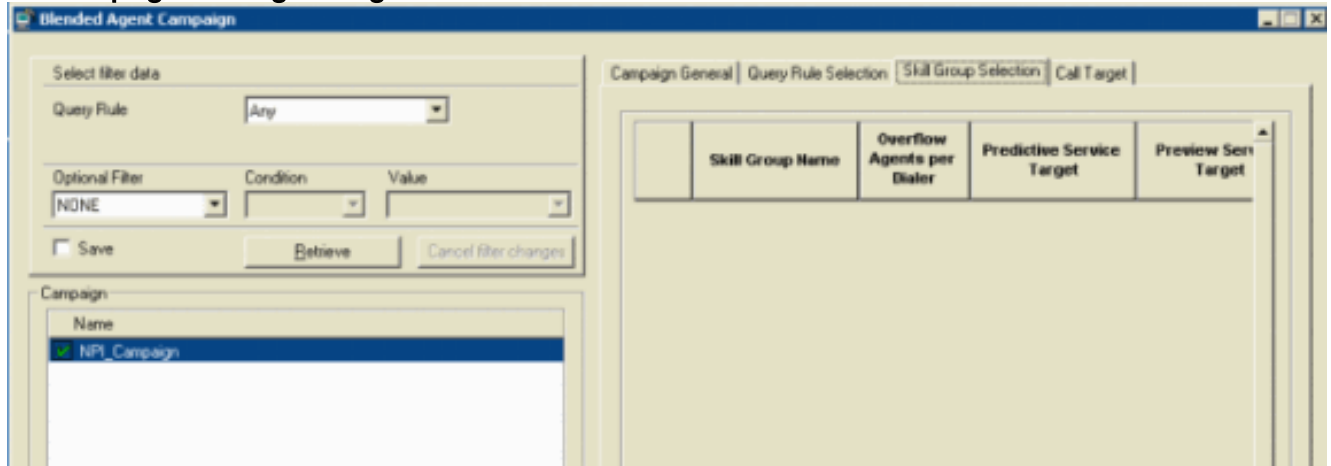 Blended Agent Campaign
Select filter data
Query Rule Any
Optional Filter Condition Value
NONE
Save Retrieve Cancel filter changes
Campaign
Name
NPI_Campaign
Campaign General Query Rule Selection Skill Group Selection Call Target
Skill Group Name
Overflow
Agents per
Dialer
Predictive Service
Target
Preview Serv
Target